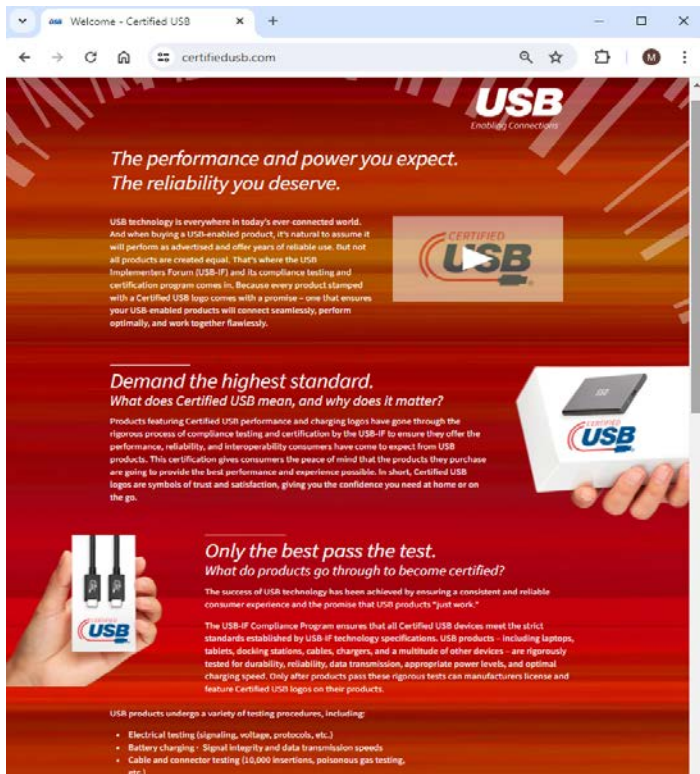 USB Welcome - Certified USB
certifiedusb.com
M
USB
Enabling Connections
The performance and power you expect.
The reliability you deserve.
USB technology is everywhere in today's ever-connected world.
And when buying a USB-enabled product, it's natural to assume it
will perform as advertised and offer years of reliable use. But not
all products are created equal. That's where the USB
Implementers Forum (USB-IF) and its compliance testing and
certification program comes in. Because every product stamped
with a Certified USB logo comes with a promise – one that ensures
your USB-enabled products will connect seamlessly, perform
optimally, and work together flawlessly.
CERTIFIED
USB
Demand the highest standard.
What does Certified USB mean, and why does it matter?
Products featuring Certified USB performance and charging logos have gone through the
rigorous process of compliance testing and certification by the USB-IF to ensure they offer the
performance, reliability, and interoperability consumers have come to expect from USB
products. This certification gives consumers the peace of mind that the products they purchase
are going to provide the best performance and experience possible. In short, Certified USB
logos are symbols of trust and satisfaction, giving you the confidence you need at home or on
the go.
CERTIFIED
USB
Only the best pass the test.
What do products go through to become certified?
The success of USB technology has been achieved by ensuring a consistent and reliable
consumer experience and the promise that USB products "just work."
The USB-IF Compliance Program ensures that all Certified USB devices meet the strict
standards established by USB-IF technology specifications. USB products – including laptops,
tablets, docking stations, cables, chargers, and a multitude of other devices – are rigorously
tested for durability, reliability, data transmission, appropriate power levels, and optimal
charging speed. Only after products pass these rigorous tests can manufacturers license and
feature Certified USB logos on their products.
USB
USB products undergo a variety of testing procedures, including:
• Electrical testing (signaling, voltage, protocols, etc.)
• Battery charging · Signal integrity and data transmission speeds
• Cable and connector testing (10,000 insertions, poisonous gas testing,
etc.)